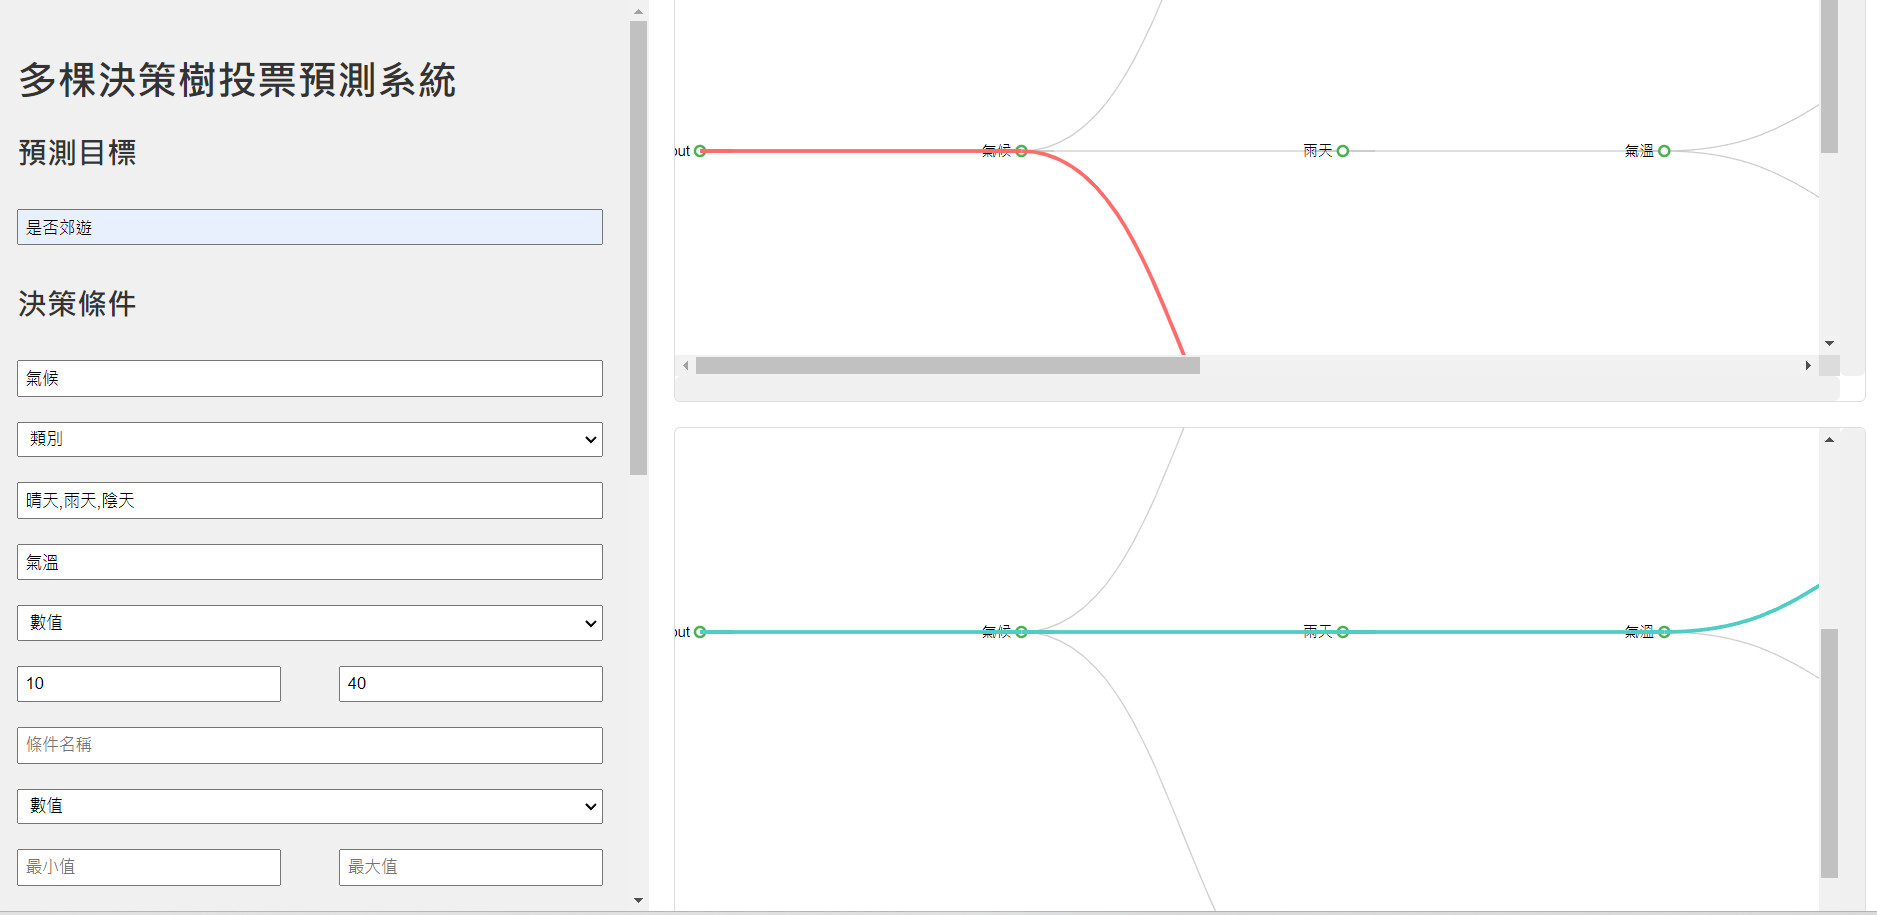 多棵決策樹投票預測系統
預測目標
是否郊遊
決策條件
氣候
類別
晴天,雨天,陰天
氣溫
數值
10 40
條件名稱
數值
最小值 最大值
out 氣候 雨天 氣溫
out 氣候 雨天 氣溫